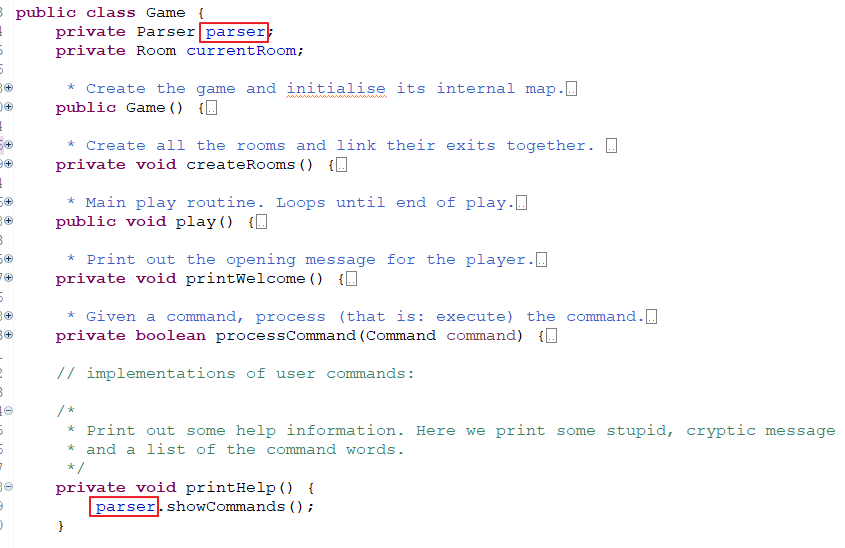 public class Game {
private Parser parser;
private Room currentRoom;
* Create the game and initialise its internal map.
public Game() {
* Create all the rooms and link their exits together.
private void createRooms() {
* Main play routine. Loops until end of play.
public void play() {
* Print out the opening message for the player.
private void printWelcome() {
* Given a command, process (that is: execute) the command.
private boolean processCommand(Command command) {
// implementations of user commands:
/*
* Print out some help information. Here we print some stupid, cryptic message
* and a list of the command words.
*/
private void printHelp() {
parser.showCommands();
}